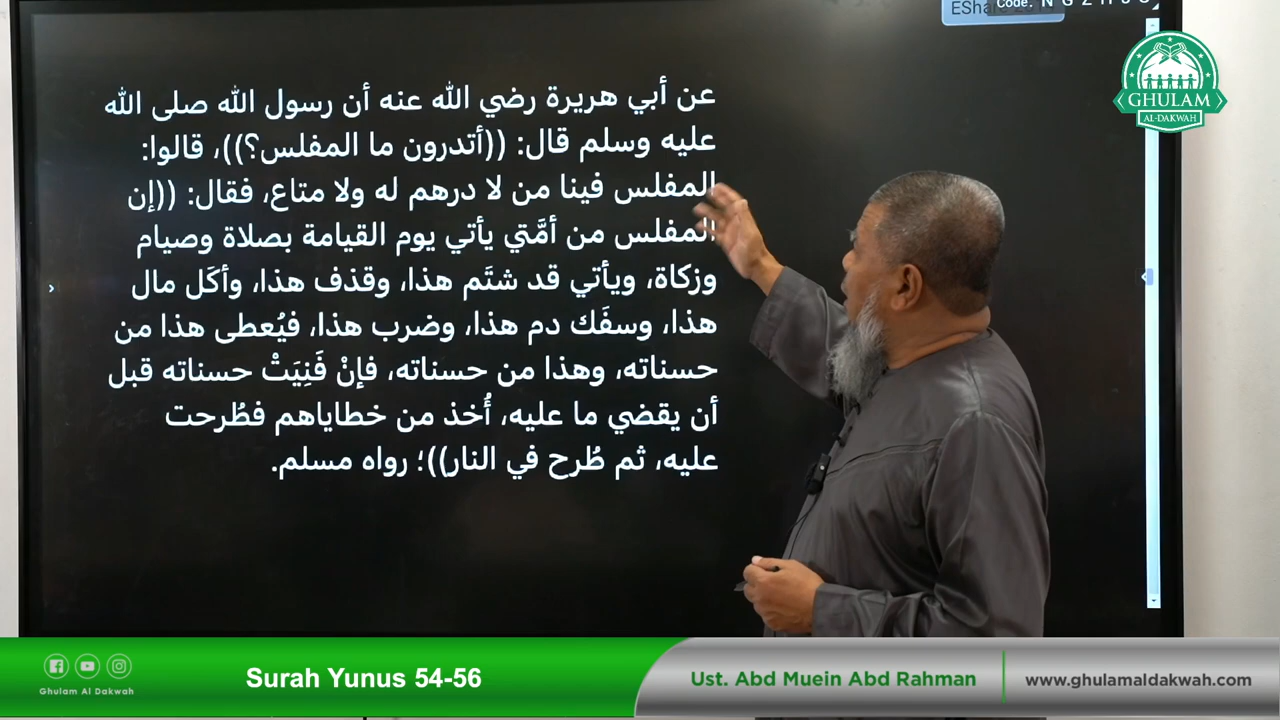 EShare
Code:
GHULAM
AL-DAKWAH
عن أبي هريرة رضي الله عنه أن رسول الله صلى الله
عليه وسلم قال: ((أتدرون ما المفلس؟))، قالوا:
المفلس فينا من لا درهم له ولا متاع، فقال: ((إن
المفلس من أمَّتي يأتي يوم القيامة بصلاة وصيام
وزكاة، ويأتي قد شتَم هذا، وقذف هذا، وأكَل مال
هذا، وسفَك دم هذا، وضرب هذا، فيُعطى هذا من
حسناته، وهذا من حسناته، فإنْ فَنِيَتْ حسناته قبل
أن يقضي ما عليه، أُخذ من خطاياهم فطُرحت
عليه، ثم طُرح في النار))؛ رواه مسلم.
Ghulam Al Dakwah
Surah Yunus 54-56
Ust. Abd Muein Abd Rahman
www.ghulamaldakwah.com